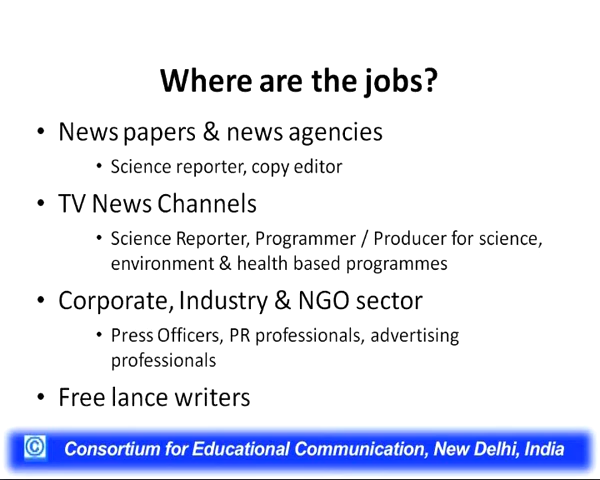 Where are the jobs?
• News papers & news agencies
• Science reporter, copy editor
• TV News Channels
• Science Reporter, Programmer / Producer for science,
environment & health based programmes
• Corporate, Industry & NGO sector
• Press Officers, PR professionals, advertising
professionals
• Free lance writers
© Consortium for Educational Communication, New Delhi, India